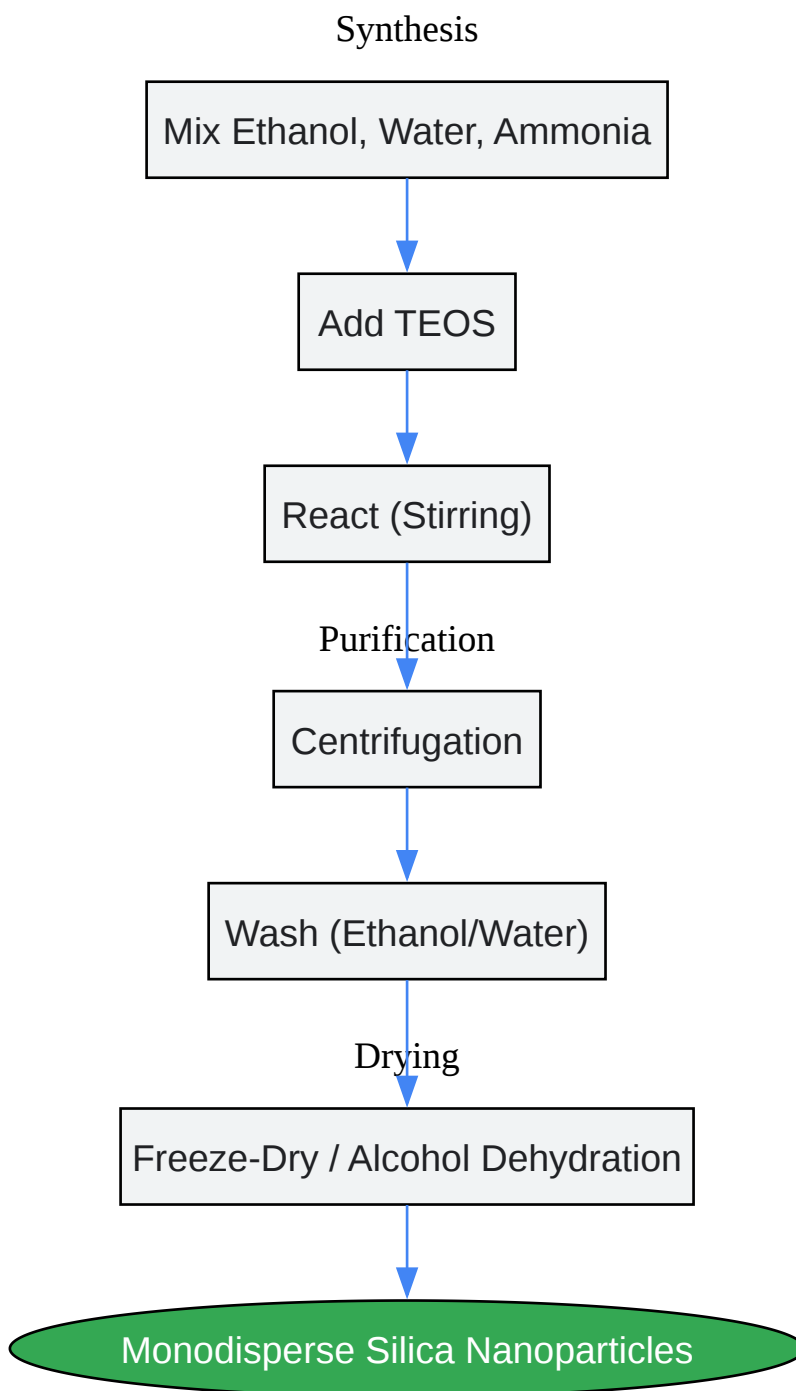 Synthesis
Mix Ethanol, Water, Ammonia
Add TEOS
React (Stirring)
Purification
Centrifugation
Wash (Ethanol/Water)
Drying
Freeze-Dry / Alcohol Dehydration
Monodisperse Silica Nanoparticles